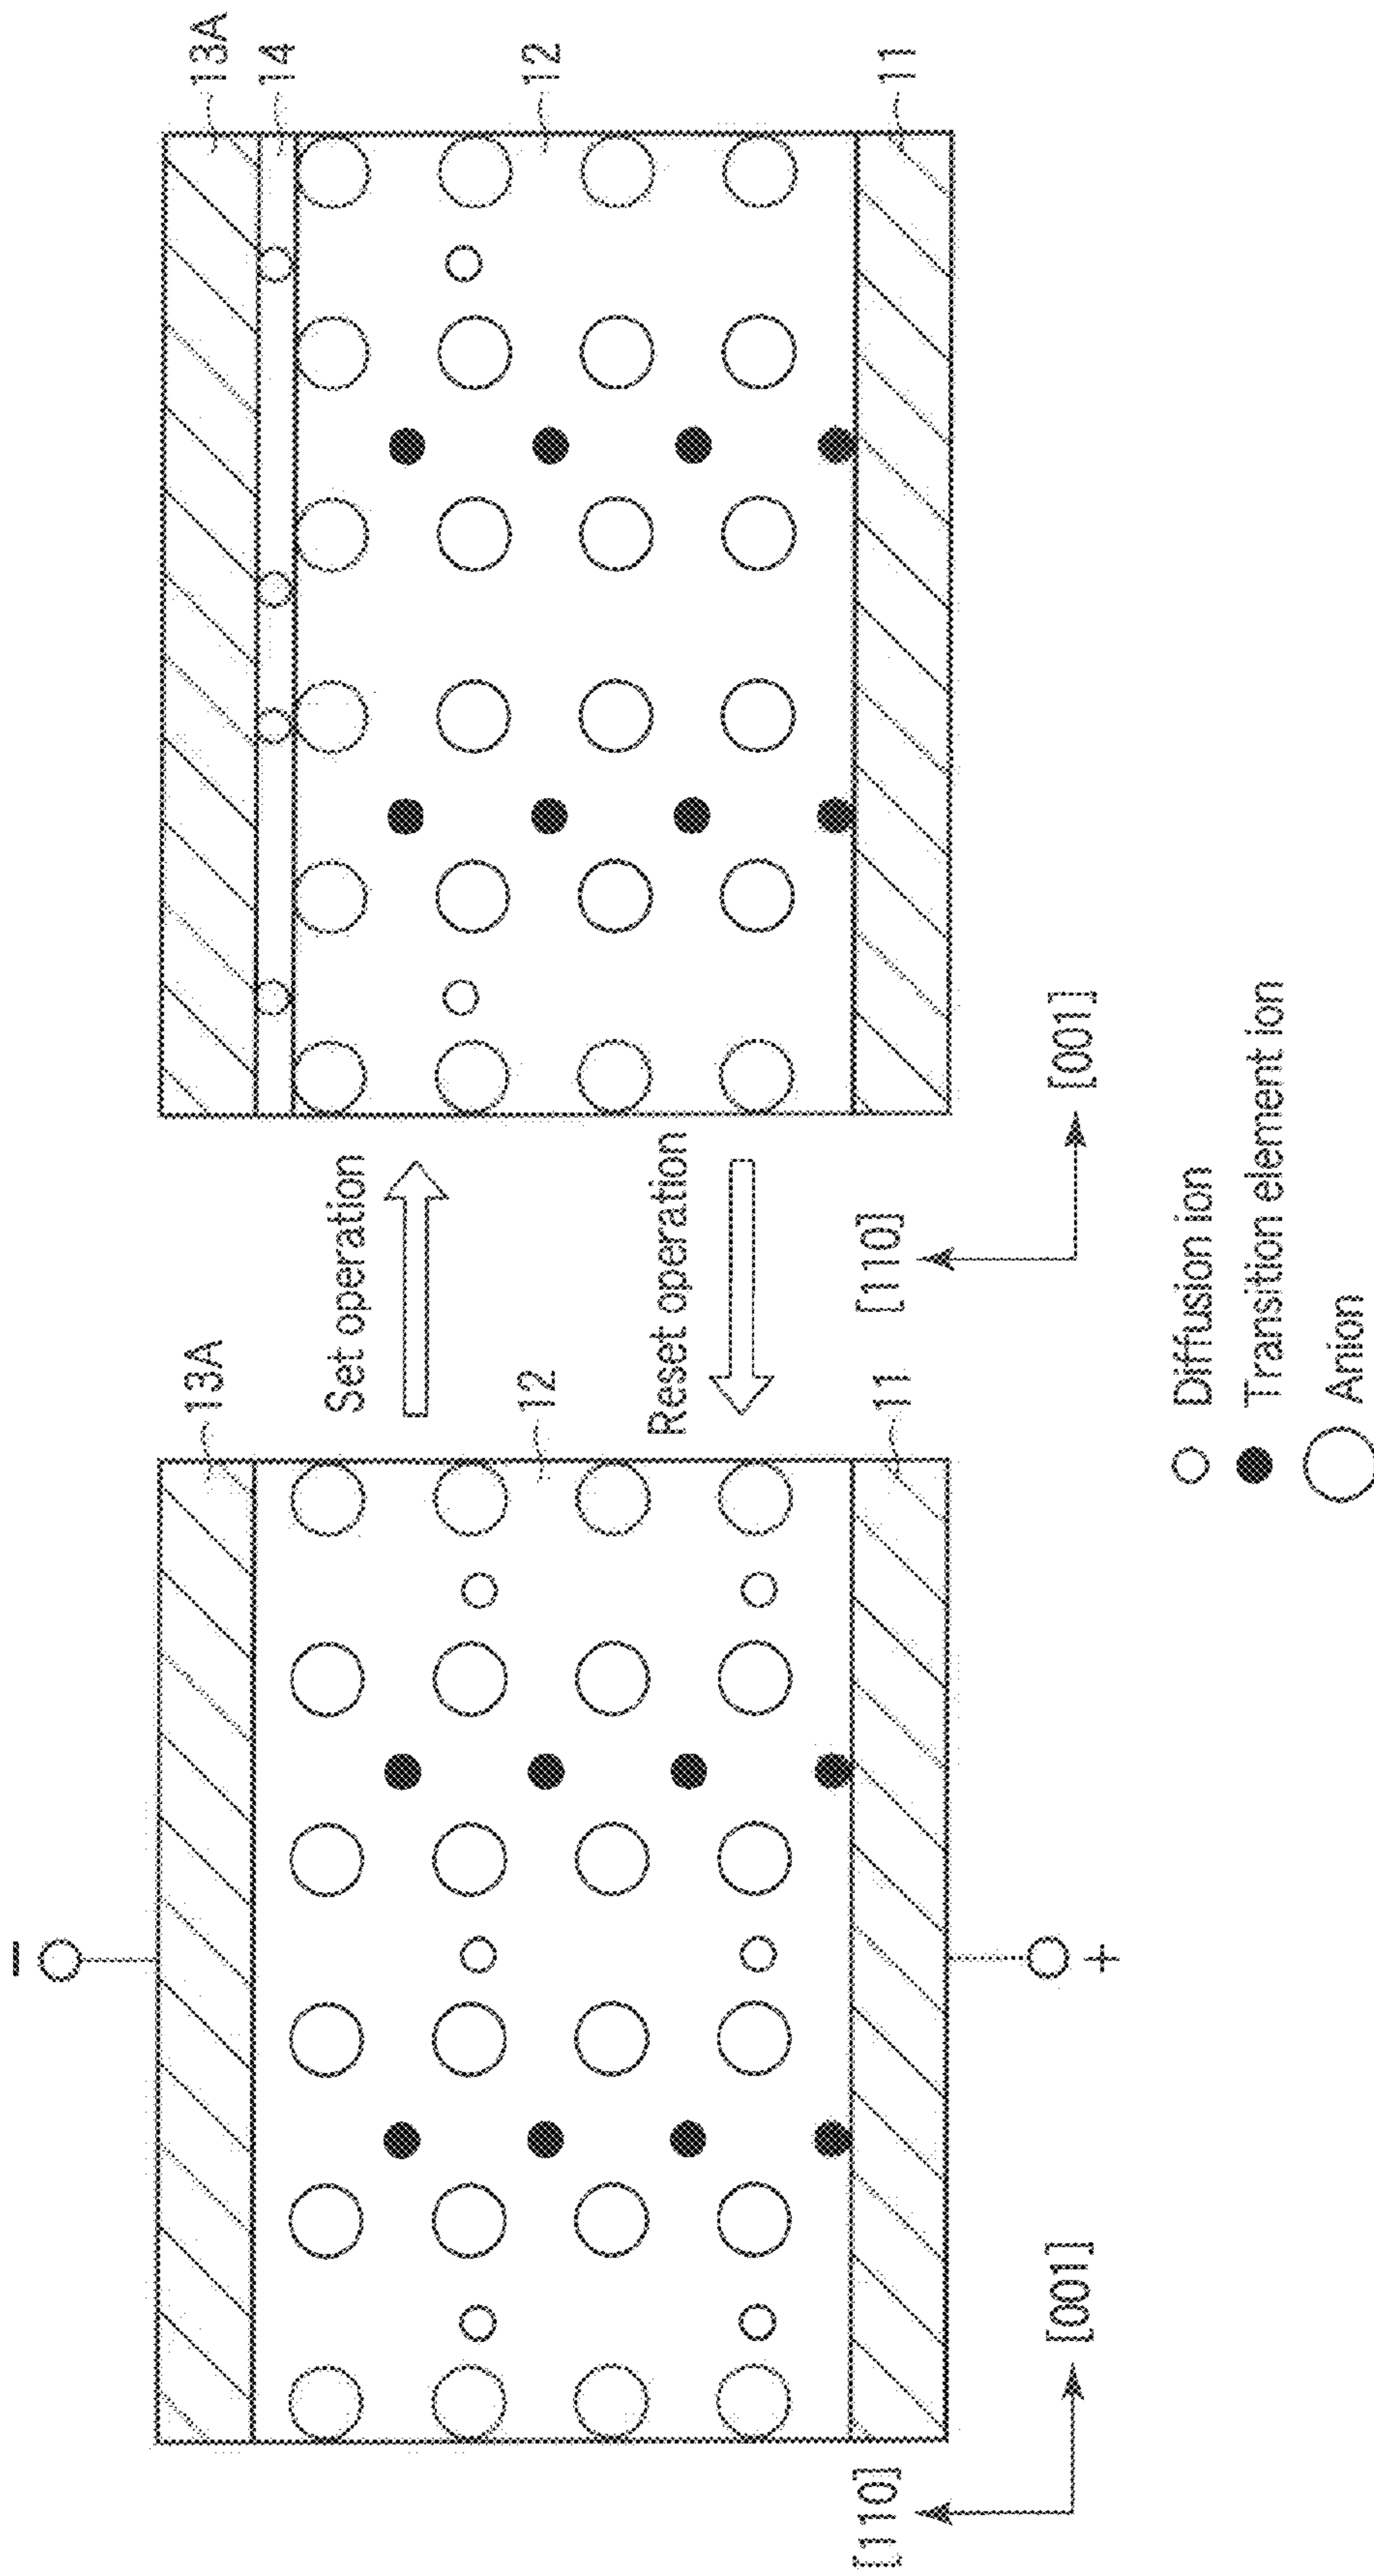 −
13A
12
11
+
[110]
[001]
Set operation
Reset operation
13A
14
12
11
[110]
[001]
Diffusion ion
Transition element ion
Anion